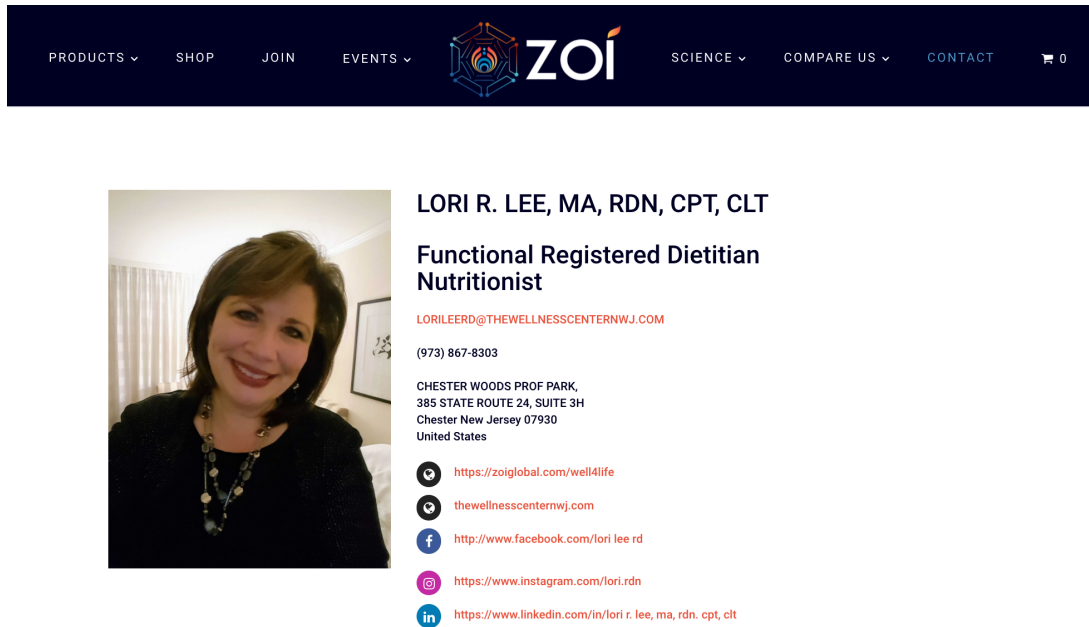 PRODUCTS
SHOP
JOIN
EVENTS
ZOÍ
SCIENCE
COMPARE US
CONTACT
0
LORI R. LEE, MA, RDN, CPT, CLT
Functional Registered Dietitian
Nutritionist
LORILEERD@THEWELLNESSCENTERNWJ.COM
(973) 867-8303
CHESTER WOODS PROF PARK,
385 STATE ROUTE 24, SUITE 3H
Chester New Jersey 07930
United States
https://zoiglobal.com/well4life
thewellnesscenternwj.com
http://www.facebook.com/lori lee rd
https://www.instagram.com/lori.rdn
https://www.linkedin.com/in/lori r. lee, ma, rdn. cpt, clt